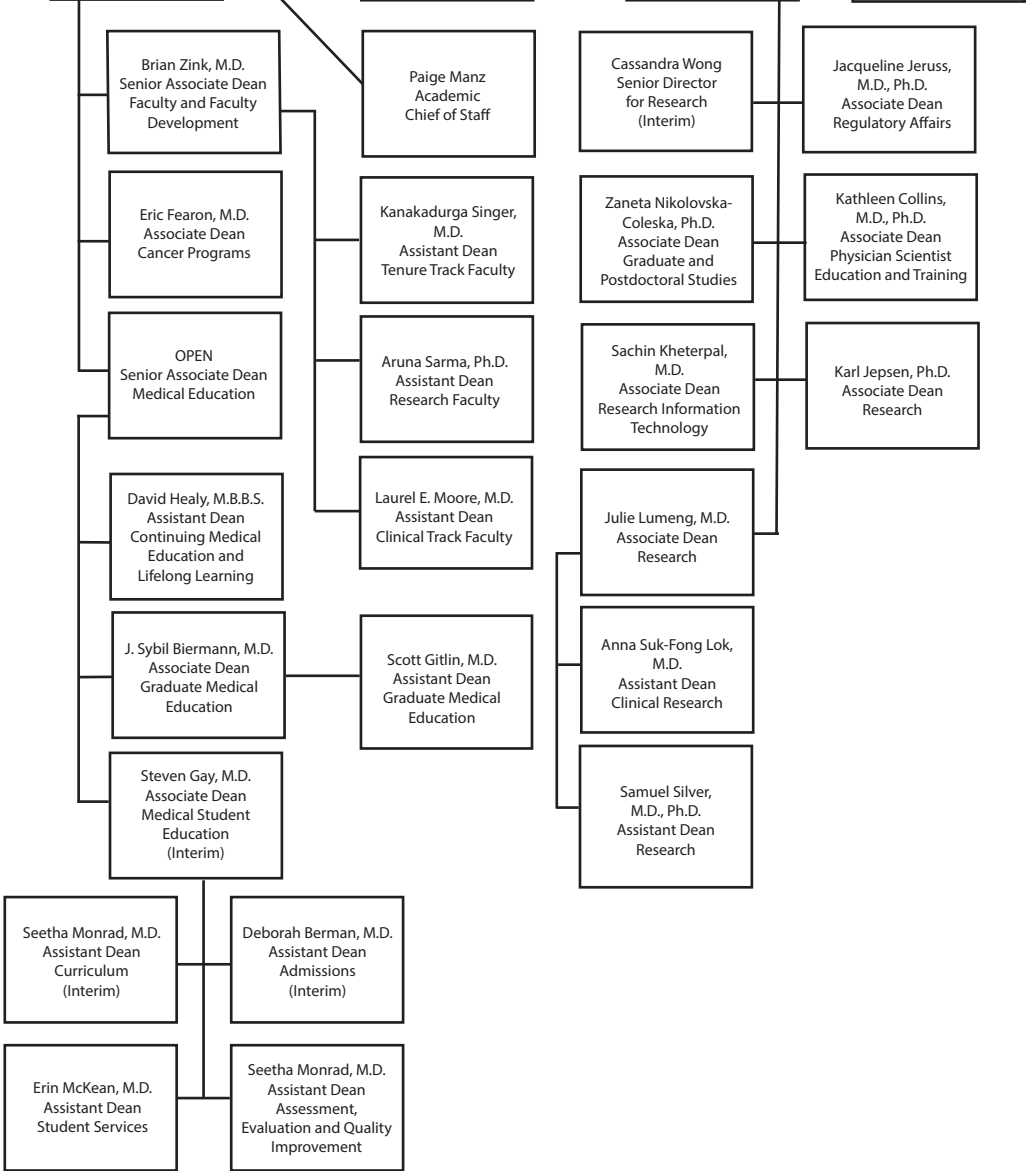 Brian Zink, M.D.
Senior Associate Dean
Faculty and Faculty
Development
Paige Manz
Academic
Chief of Staff
Cassandra Wong
Senior Director
for Research
(Interim)
Jacqueline Jeruss,
M.D., Ph.D.
Associate Dean
Regulatory Affairs
Eric Fearon, M.D.
Associate Dean
Cancer Programs
Kanakadurga Singer,
M.D.
Assistant Dean
Tenure Track Faculty
Zaneta Nikolovska-
Coleska, Ph.D.
Associate Dean
Graduate and
Postdoctoral Studies
Kathleen Collins,
M.D., Ph.D.
Associate Dean
Physician Scientist
Education and Training
OPEN
Senior Associate Dean
Medical Education
Aruna Sarma, Ph.D.
Assistant Dean
Research Faculty
Sachin Kheterpal,
M.D.
Associate Dean
Research Information
Technology
Karl Jepsen, Ph.D.
Associate Dean
Research
David Healy, M.B.B.S.
Assistant Dean
Continuing Medical
Education and
Lifelong Learning
Laurel E. Moore, M.D.
Assistant Dean
Clinical Track Faculty
Julie Lumeng, M.D.
Associate Dean
Research
J. Sybil Biermann, M.D.
Associate Dean
Graduate Medical
Education
Scott Gitlin, M.D.
Assistant Dean
Graduate Medical
Education
Anna Suk-Fong Lok,
M.D.
Assistant Dean
Clinical Research
Steven Gay, M.D.
Associate Dean
Medical Student
Education
(Interim)
Samuel Silver,
M.D., Ph.D.
Assistant Dean
Research
Seetha Monrad, M.D.
Assistant Dean
Curriculum
(Interim)
Deborah Berman, M.D.
Assistant Dean
Admissions
(Interim)
Erin McKean, M.D.
Assistant Dean
Student Services
Seetha Monrad, M.D.
Assistant Dean
Assessment,
Evaluation and Quality
Improvement